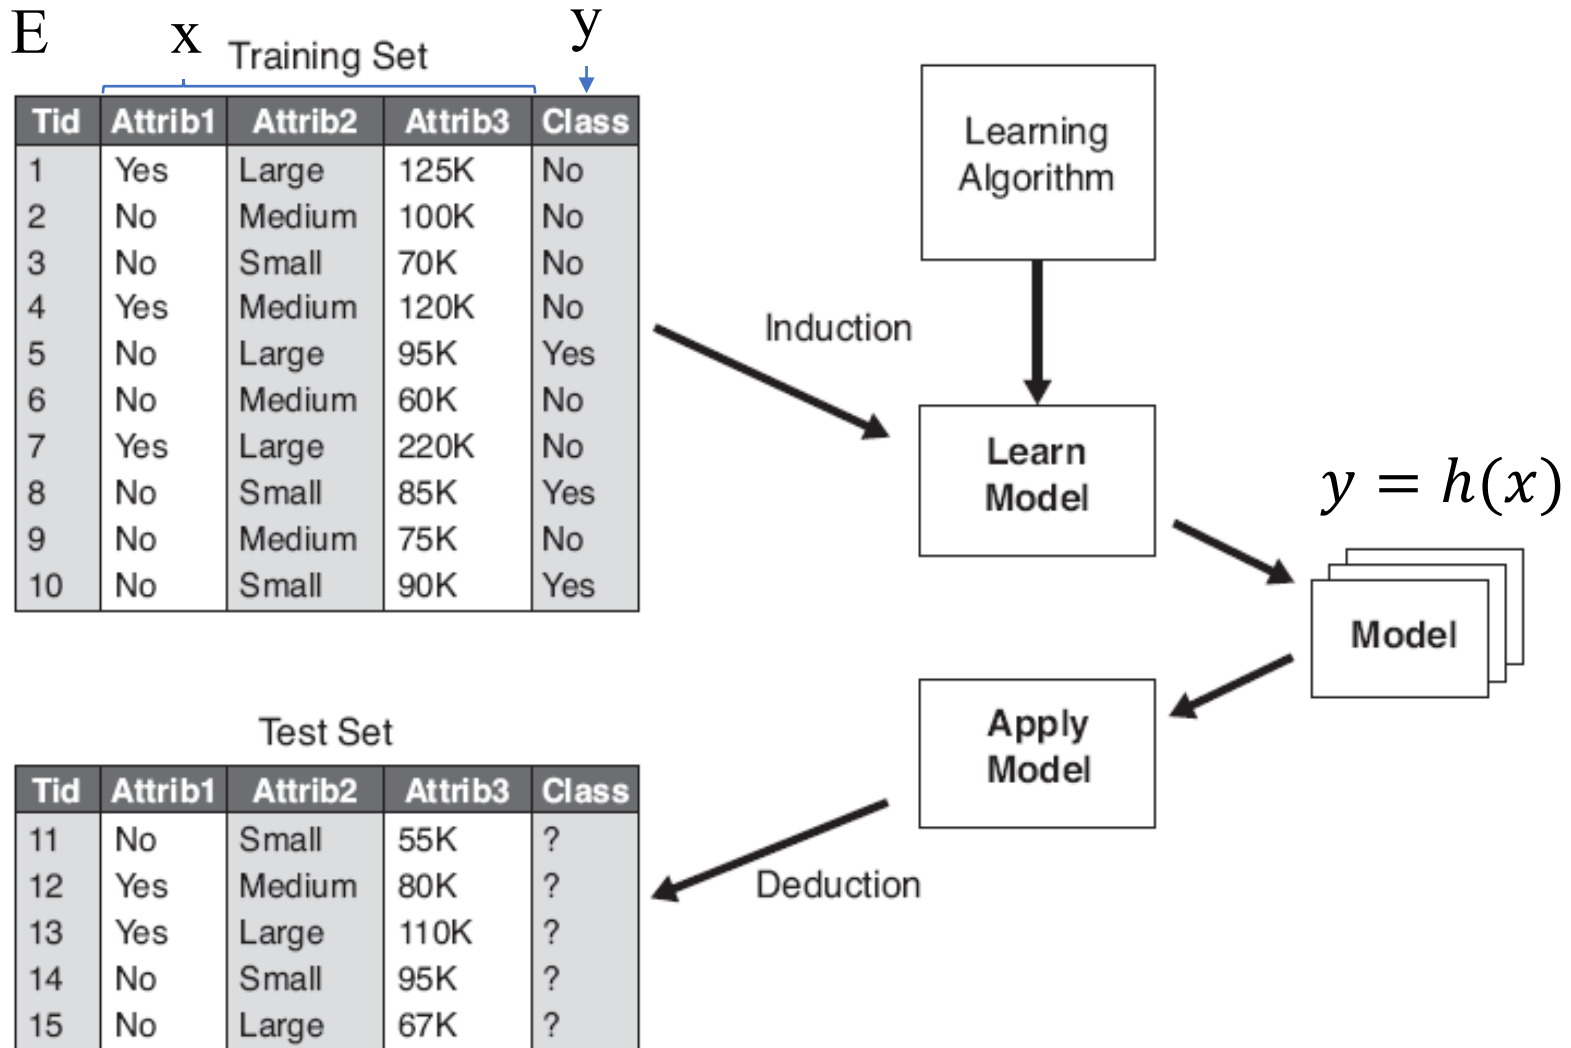 E x y
Training Set
Tid Attrib1 Attrib2 Attrib3 Class
1 Yes Large 125K No
2 No Medium 100K No
3 No Small 70K No
4 Yes Medium 120K No
5 No Large 95K Yes
6 No Medium 60K No
7 Yes Large 220K No
8 No Small 85K Yes
9 No Medium 75K No
10 No Small 90K Yes
Learning
Algorithm
Induction
Learn
Model
y = h(x)
Model
Apply
Model
Deduction
Test Set
Tid Attrib1 Attrib2 Attrib3 Class
11 No Small 55K ?
12 Yes Medium 80K ?
13 Yes Large 110K ?
14 No Small 95K ?
15 No Large 67K ?